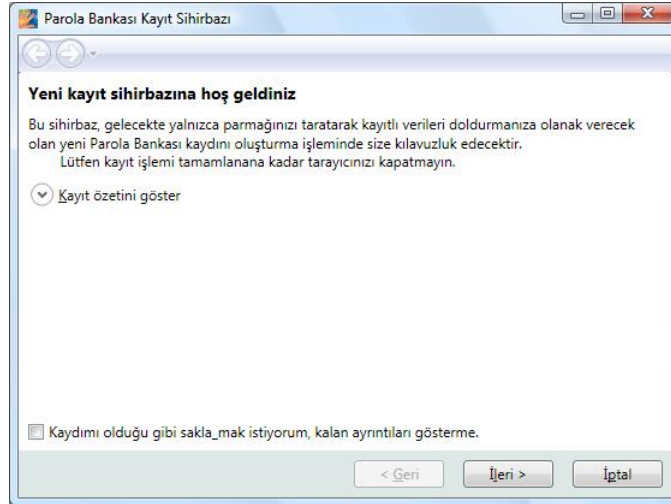 Parola Bankası Kayıt Sihirbazı
Yeni kayıt sihirbazına hoş geldiniz
Bu sihirbaz, gelecekte yalnızca parmağınızı taratarak kayıtlı verileri doldurmanıza olanak verecek
olan yeni Parola Bankası kaydını oluşturma işleminde size kılavuzluk edecektir.
Lütfen kayıt işlemi tamamlanana kadar tarayıcınızı kapatmayın.
Kayıt özetini göster
Kaydımı olduğu gibi sakla_mak istiyorum, kalan ayrıntıları gösterme.
< Geri İleri > İptal